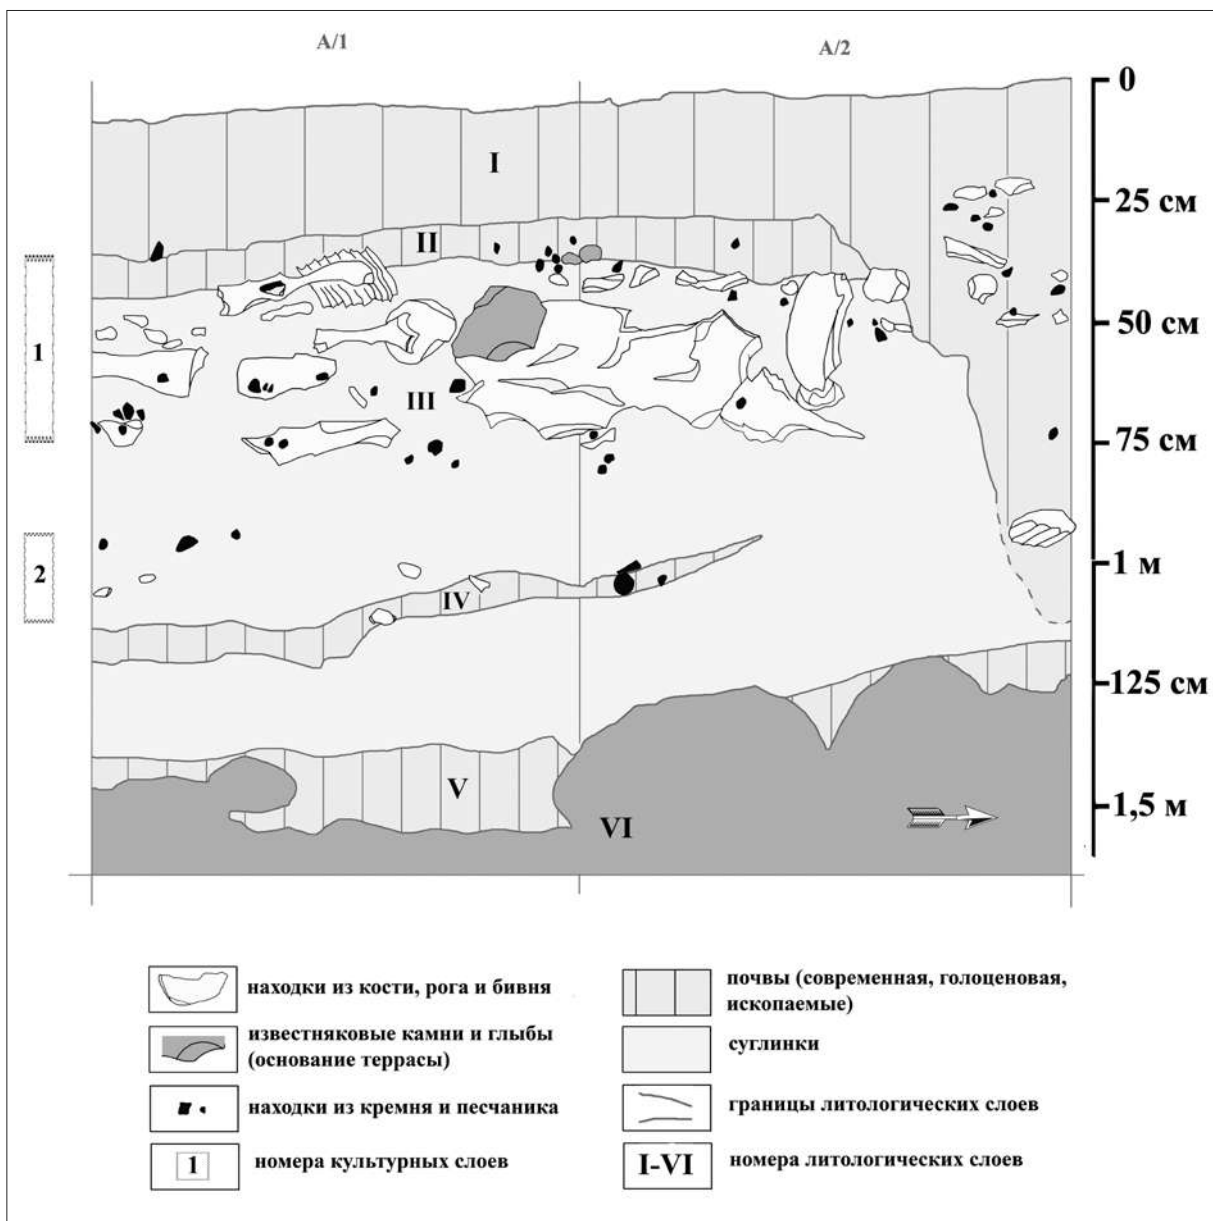 А/1
А/2
0
I
25 см
II
1
50 см
III
75 см
2
1 м
IV
125 см
V
1,5 м
VI
находки из кости, рога и бивня
известняковые камни и глыбы
(основание террасы)
находки из кремня и песчаника
1
номера культурных слоев
почвы (современная, голоценовая,
ископаемые)
суглинки
границы литологических слоев
I-VI
номера литологических слоев